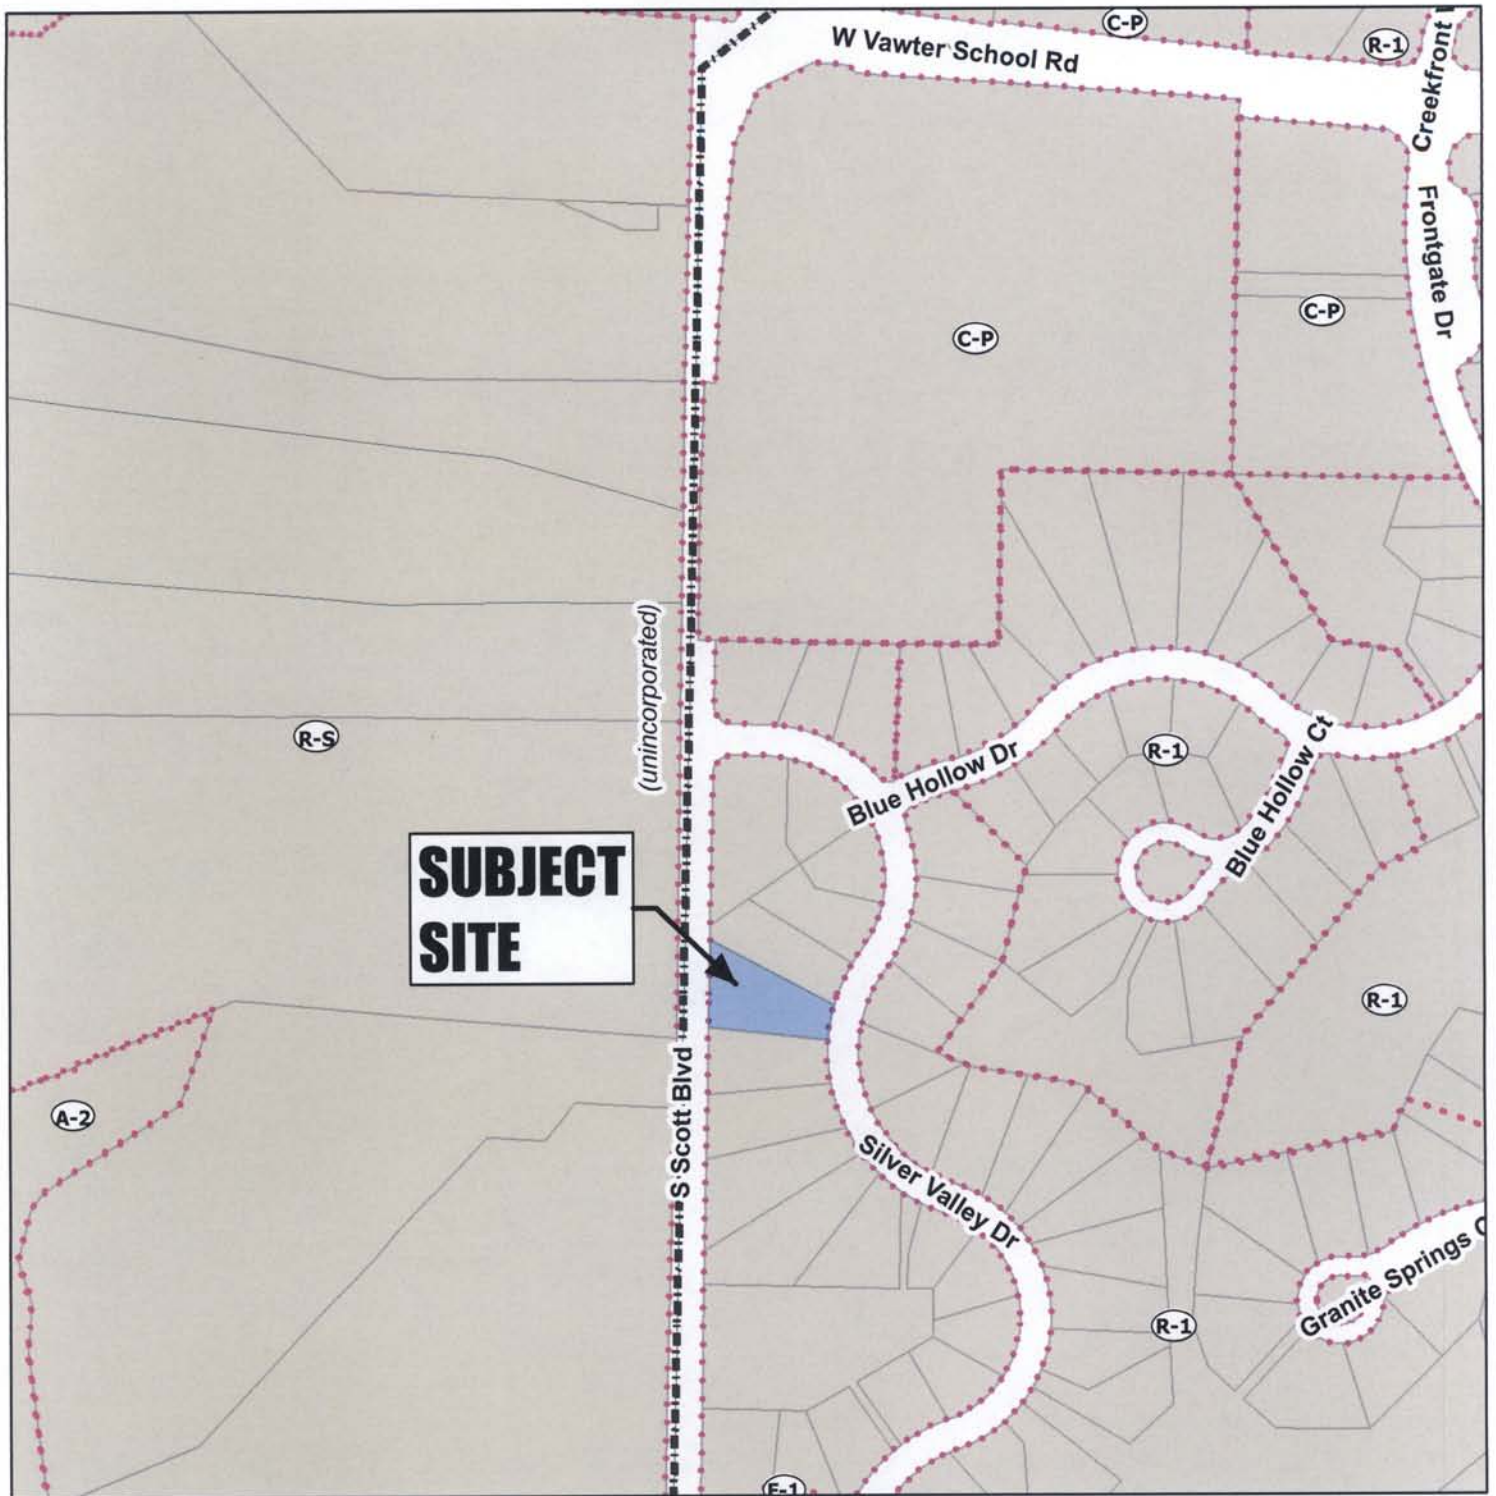 C-P
W Vawter School Rd
R-1
Creekfront
Frontgate Dr
C-P
C-P
(unincorporated)
R-S
Blue Hollow Dr
R-1
Blue Hollow Ct
SUBJECT
SITE
R-1
S Scott Blvd
A-2
Silver Valley Dr
Granite Springs
R-1